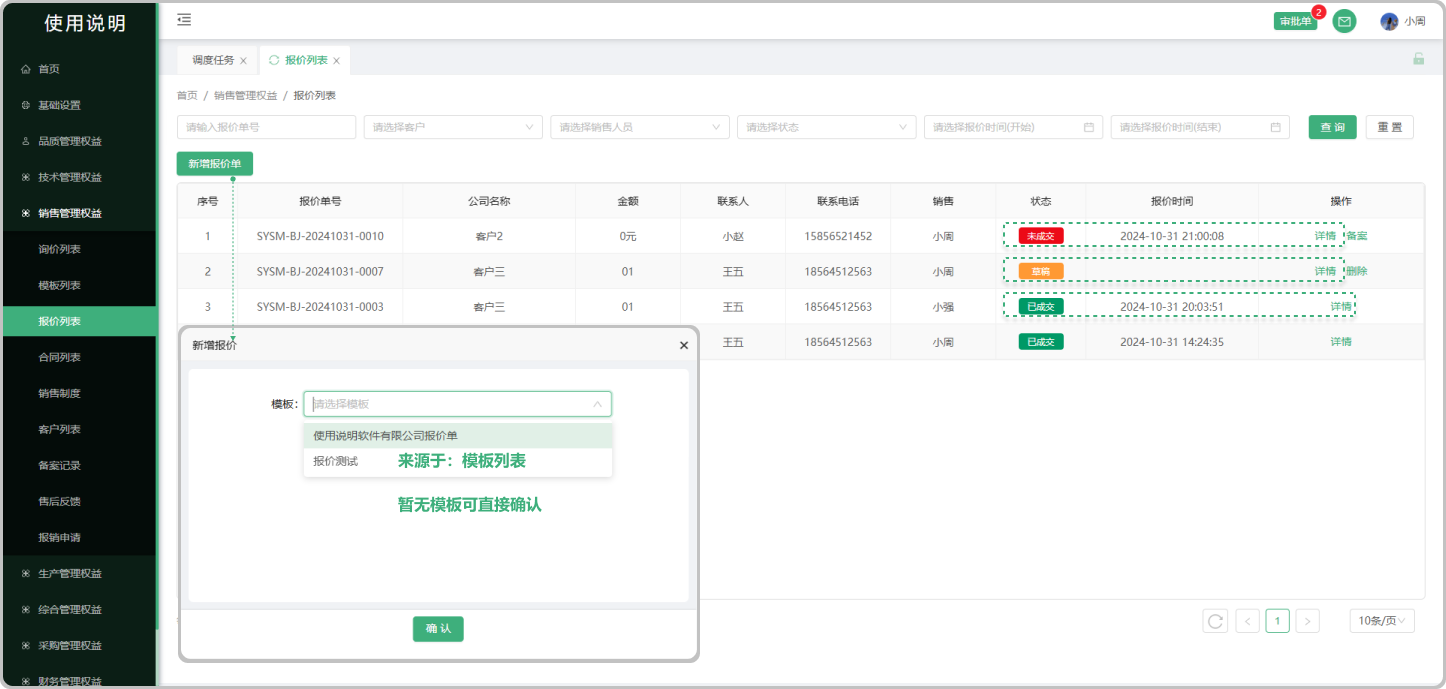 使用说明
审批单
2
小周
首页
基础设置
品质管理权益
技术管理权益
销售管理权益
询价列表
模板列表
报价列表
合同列表
销售制度
客户列表
备案记录
售后反馈
报销申请
生产管理权益
综合管理权益
采购管理权益
财务管理权益
调度任务 ×
报价列表 ×
首页 / 销售管理权益 / 报价列表
请输入报价单号 请选择客户 请选择销售人员 请选择状态 请选择报价时间(开始) 请选择报价时间(结束) 查 询 重 置
新增报价单
序号 报价单号 公司名称 金额 联系人 联系电话 销售 状态 报价时间 操作
1 SYSM-BJ-20241031-0010 客户2 0元 小赵 15856521452 小周 未成交 2024-10-31 21:00:08 详情 备案
2 SYSM-BJ-20241031-0007 客户三 01 王五 18564512563 小周 草稿 详情 删除
3 SYSM-BJ-20241031-0003 客户三 01 王五 18564512563 小强 已成交 2024-10-31 20:03:51 详情
王五 18564512563 小周 已成交 2024-10-31 14:24:35 详情
新增报价 ×
模板: 请选择模板
使用说明软件有限公司报价单
报价测试
来源于：模板列表
暂无模板可直接确认
确 认
< 1 > 10条/页